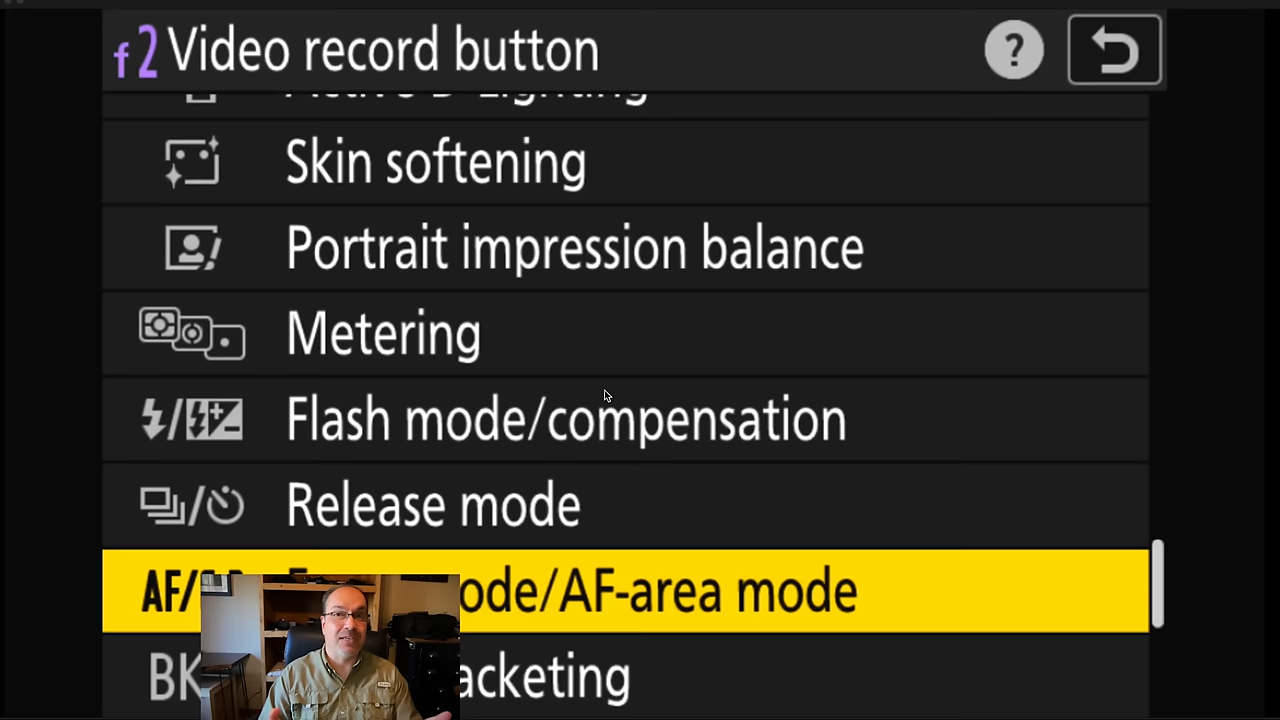 f2 Video record button
?
Skin softening
Portrait impression balance
Metering
Flash mode/compensation
Release mode
AF/ ode/AF-area mode
BK acketing